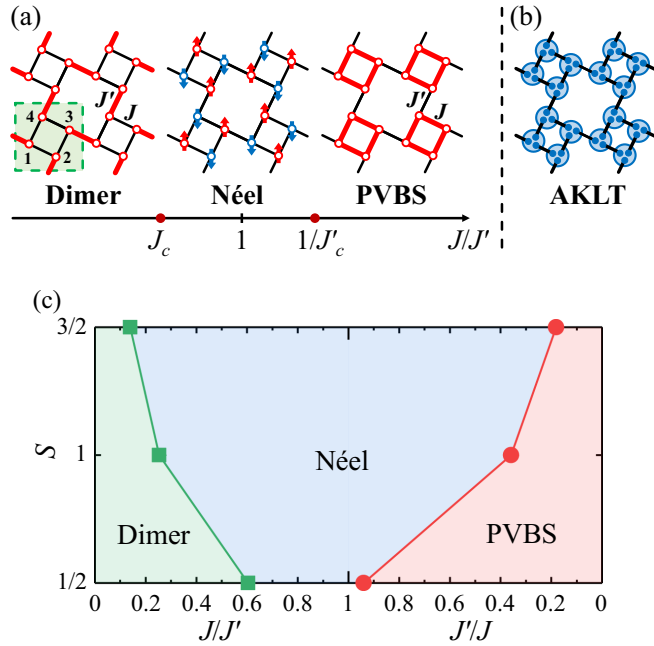 (a)
(b)
J′
J
4
3
1
2
J′
J
Dimer
Néel
PVBS
AKLT
J_c
1
1/J′_c
J/J′
(c)
3/2
S
1
Néel
Dimer
PVBS
1/2
0 0.2 0.4 0.6 0.8 1 0.8 0.6 0.4 0.2 0
J/J′
J′/J